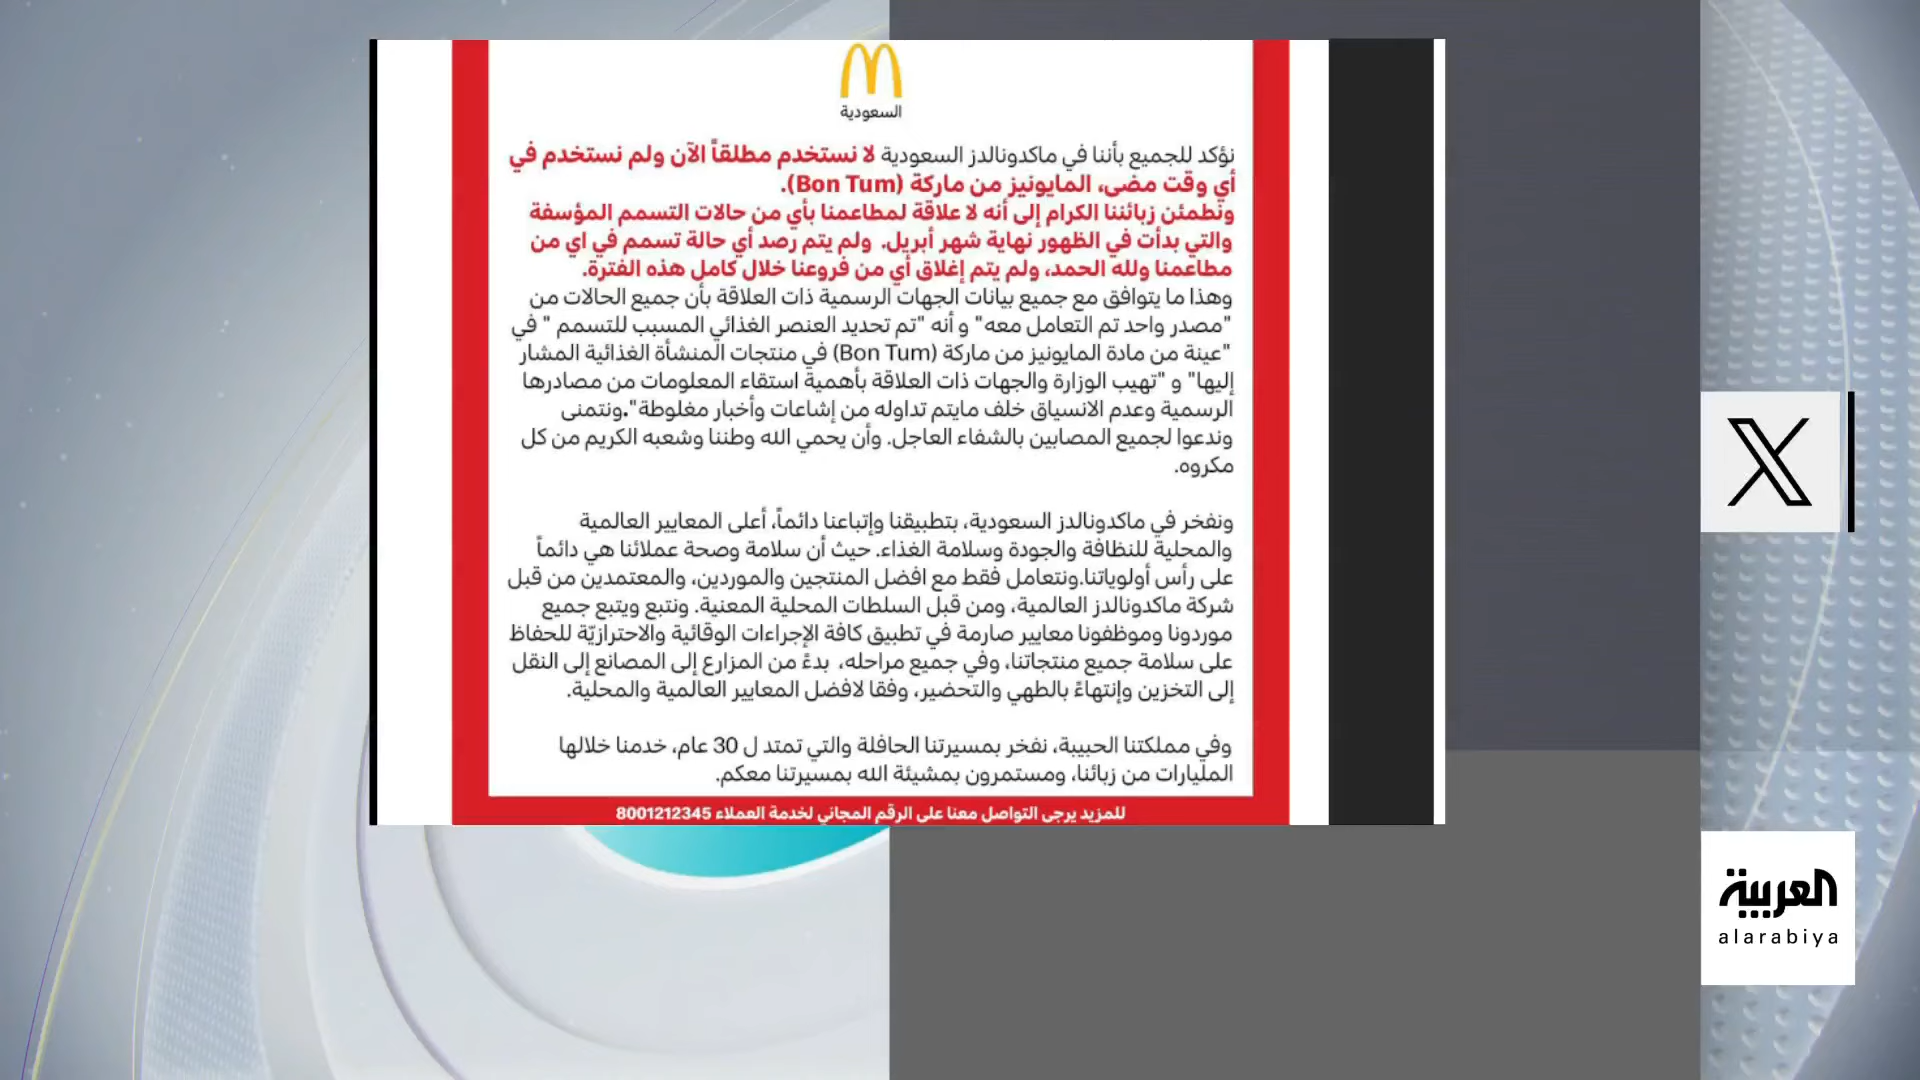 السعودية
نؤكد للجميع بأننا في ماكدونالدز السعودية لا نستخدم مطلقاً الآن ولم نستخدم في
أي وقت مضى، المايونيز من ماركة (Bon Tum).
ونطمئن زبائننا الكرام إلى أنه لا علاقة لمطاعمنا بأي من حالات التسمم المؤسفة
والتي بدأت في الظهور نهاية شهر أبريل. ولم يتم رصد أي حالة تسمم في اي من
مطاعمنا ولله الحمد، ولم يتم إغلاق أي من فروعنا خلال كامل هذه الفترة.
وهذا ما يتوافق مع جميع بيانات الجهات الرسمية ذات العلاقة بأن جميع الحالات من
"مصدر واحد تم التعامل معه" و أنه "تم تحديد العنصر الغذائي المسبب للتسمم " في
"عينة من مادة المايونيز من ماركة (Bon Tum) في منتجات المنشأة الغذائية المشار
إليها" و "تهيب الوزارة والجهات ذات العلاقة بأهمية استقاء المعلومات من مصادرها
الرسمية وعدم الانسياق خلف مايتم تداوله من إشاعات وأخبار مغلوطة".ونتمنى
وندعوا لجميع المصابين بالشفاء العاجل. وأن يحمي الله وطننا وشعبه الكريم من كل
مكروه.
ونفخر في ماكدونالدز السعودية، بتطبيقنا وإتباعنا دائماً، أعلى المعايير العالمية
والمحلية للنظافة والجودة وسلامة الغذاء. حيث أن سلامة وصحة عملائنا هي دائماً
على رأس أولوياتنا.ونتعامل فقط مع افضل المنتجين والموردين، والمعتمدين من قبل
شركة ماكدونالدز العالمية، ومن قبل السلطات المحلية المعنية. ونتبع ويتبع جميع
موردونا وموظفونا معايير صارمة في تطبيق كافة الإجراءات الوقائية والاحترازيّة للحفاظ
على سلامة جميع منتجاتنا، وفي جميع مراحله، بدءً من المزارع إلى المصانع إلى النقل
إلى التخزين وإنتهاءً بالطهي والتحضير، وفقا لافضل المعايير العالمية والمحلية.
وفي مملكتنا الحبيبة، نفخر بمسيرتنا الحافلة والتي تمتد ل 30 عام، خدمنا خلالها
المليارات من زبائننا، ومستمرون بمشيئة الله بمسيرتنا معكم.
للمزيد يرجى التواصل معنا على الرقم المجاني لخدمة العملاء 8001212345
العربية
alarabiya